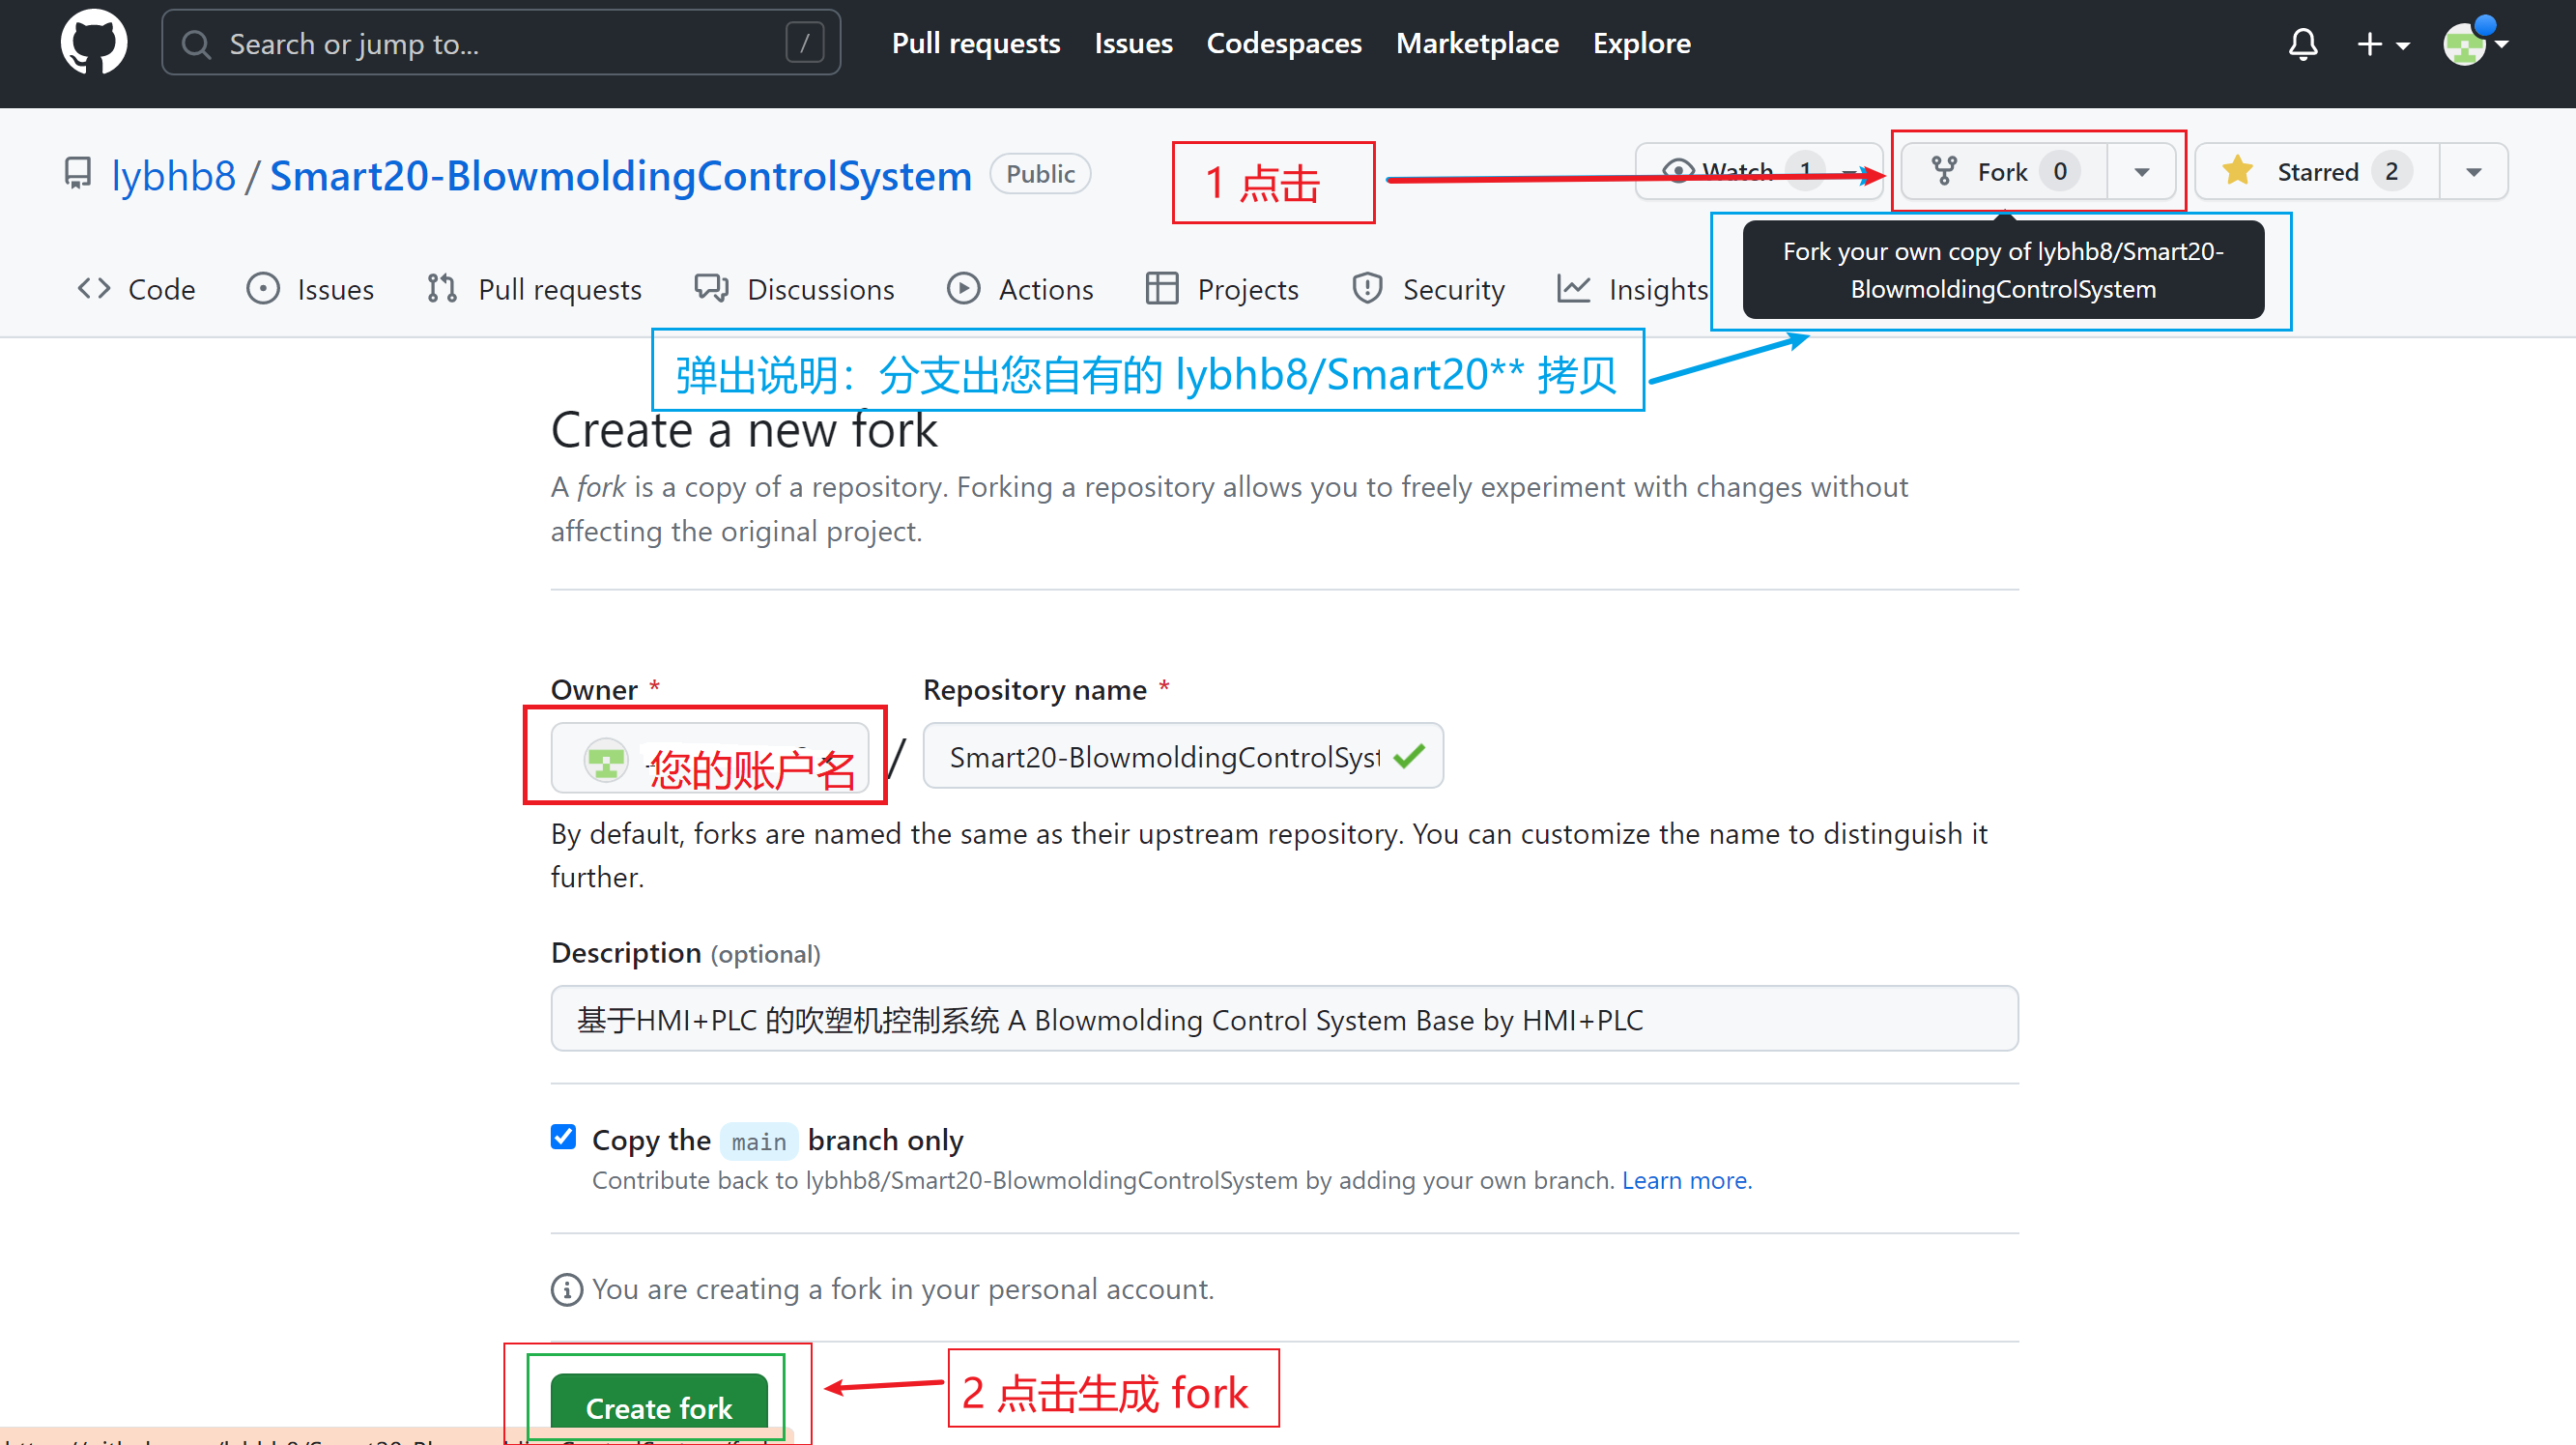 Search or jump to...
/
Pull requests
Issues
Codespaces
Marketplace
Explore
lybhb8 / Smart20-BlowmoldingControlSystem
Public
1 点击
Watch 1
Fork 0
Starred 2
Fork your own copy of lybhb8/Smart20-
BlowmoldingControlSystem
Code
Issues
Pull requests
Discussions
Actions
Projects
Security
Insights
弹出说明：分支出您自有的 lybhb8/Smart20** 拷贝
Create a new fork
A fork is a copy of a repository. Forking a repository allows you to freely experiment with changes without
affecting the original project.
Owner *
Repository name *
您的账户名
/
Smart20-BlowmoldingControlSyst
By default, forks are named the same as their upstream repository. You can customize the name to distinguish it
further.
Description (optional)
基于HMI+PLC 的吹塑机控制系统 A Blowmolding Control System Base by HMI+PLC
Copy the main branch only
Contribute back to lybhb8/Smart20-BlowmoldingControlSystem by adding your own branch. Learn more.
You are creating a fork in your personal account.
Create fork
2 点击生成 fork